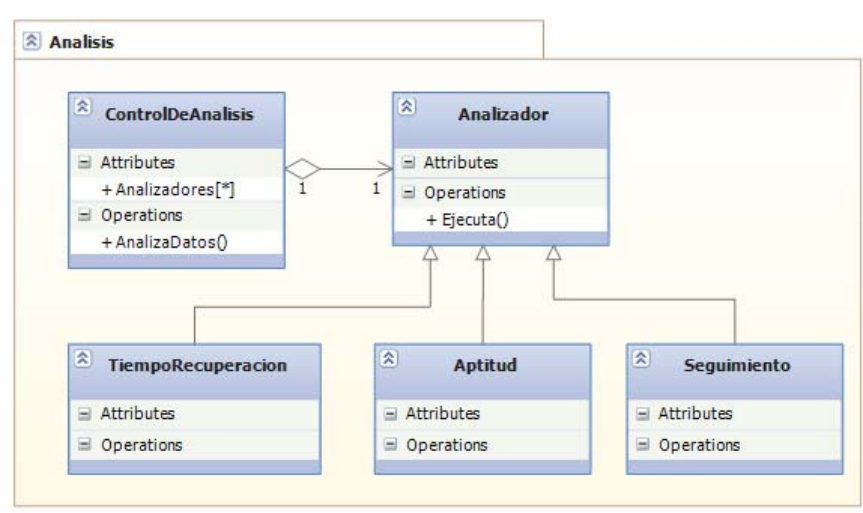 Analisis
ControlDeAnalisis
Attributes
+ Analizadores[*]
Operations
+ AnalizaDatos()
1
1
Analizador
Attributes
Operations
+ Ejecuta()
TiempoRecuperacion
Attributes
Operations
Aptitud
Attributes
Operations
Seguimiento
Attributes
Operations